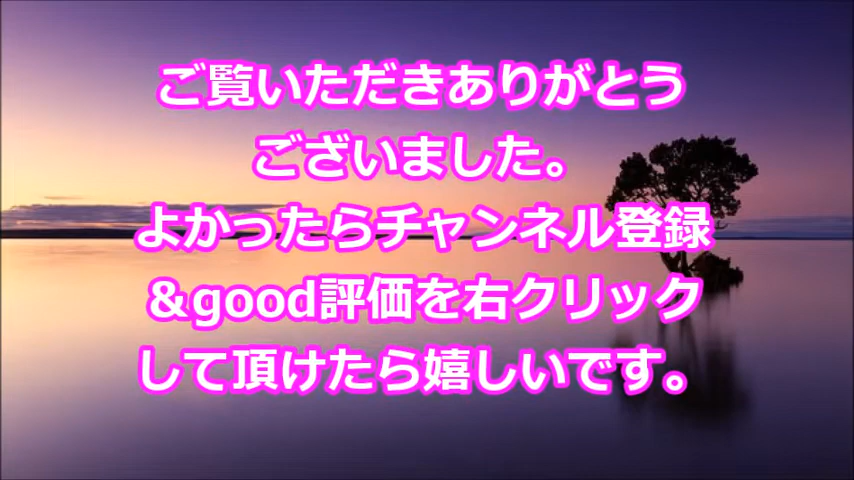 ご覧いただきありがとう
ございました。
よかったらチャンネル登録
＆good評価を右クリック
して頂けたら嬉しいです。